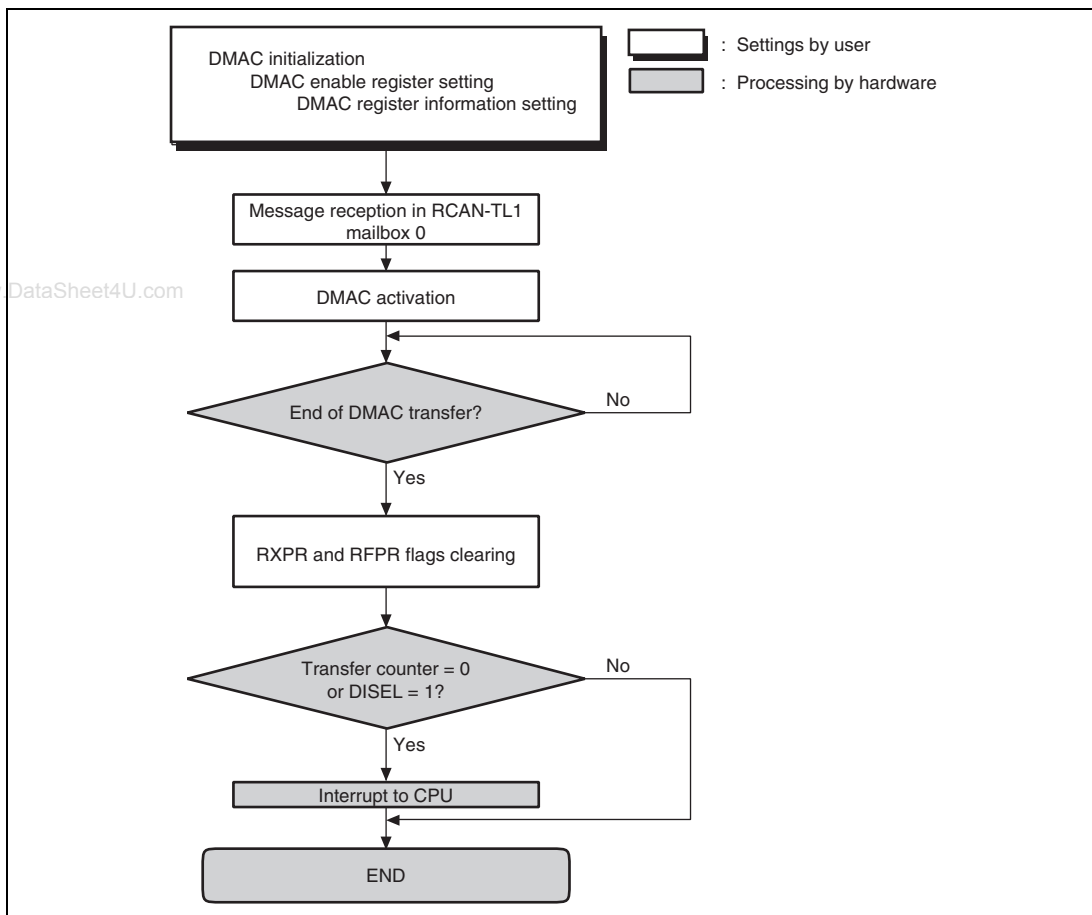 DMAC initialization
DMAC enable register setting
DMAC register information setting
: Settings by user
: Processing by hardware
Message reception in RCAN-TL1
mailbox 0
.DataSheet4U.com
DMAC activation
End of DMAC transfer?
No
Yes
RXPR and RFPR flags clearing
Transfer counter = 0
or DISEL = 1?
No
Yes
Interrupt to CPU
END